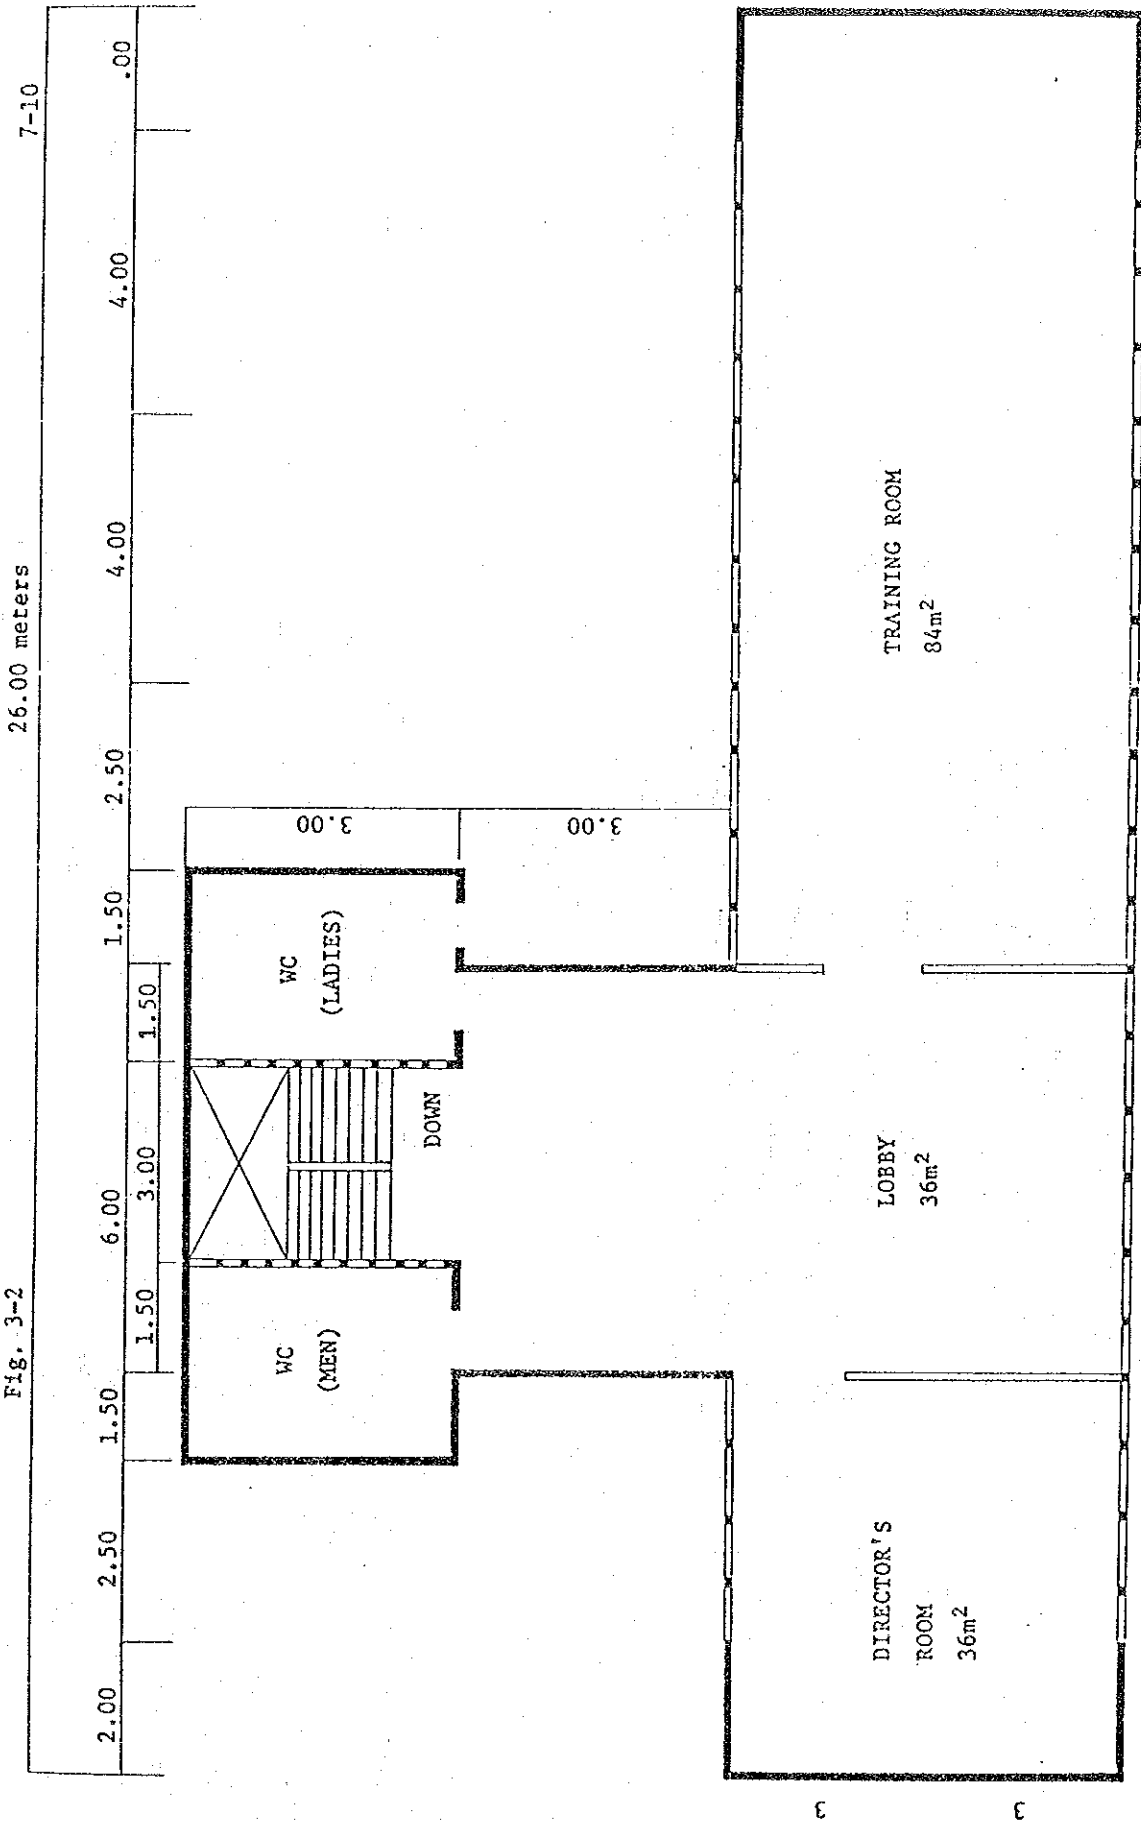 Fig. 3-2
26.00 meters
7-10
2.00
2.50
1.50
6.00
1.50
2.50
4.00
4.00
.00
1.50
3.00
1.50
WC
(MEN)
WC
(LADIES)
DOWN
3.00
3.00
DIRECTOR'S
ROOM
36m²
LOBBY
36m²
TRAINING ROOM
84m²
3
3